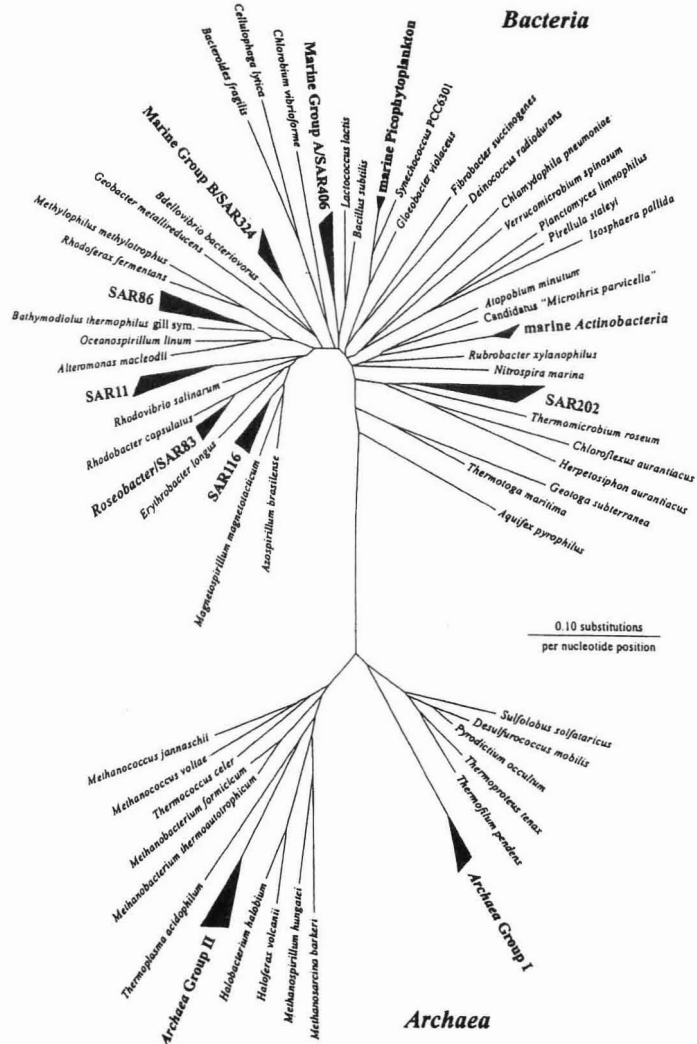 Bacteria
Bacteroides fragilis
Cellulophaga lytica
Chlorobium vibrioforme
Marine Group A/SAR406
Lactococcus lactis
Bacillus subtilis
marine Picophytoplankton
Synechococcus PCC6301
Gloeobacter violaceus
Fibrobacter succinogenes
Deinococcus radiodurans
Chlamydophila pneumoniae
Verrucomicrobium spinosum
Planctomyces limnophilus
Pirellula staleyi
Isosphaera pallida
Atopobium minutum
Candidatus "Microthrix parvicella"
marine Actinobacteria
Rubrobacter xylanophilus
Nitrospira marina
SAR202
Thermomicrobium roseum
Chloroflexus aurantiacus
Herpetosiphon aurantiacus
Geotoga subterranea
Thermotoga maritima
Aquifex pyrophilus
Marine Group B/SAR324
Bdellovibrio bacteriovorus
Geobacter metallireducens
Methylophilus methylotrophus
Rhodoferax fermentans
SAR86
Bathymodiolus thermophilus gill sym.
Oceanospirillum linum
Alteromonas macleodii
SAR11
Rhodovibrio salinarum
Rhodobacter capsulatus
Roseobacter/SAR83
Erythrobacter longus
SAR116
Magnetospirillum magnetotacticum
Azospirillum brasilense
0.10 substitutions
per nucleotide position
Methanococcus jannaschii
Methanococcus voltae
Thermococcus celer
Methanobacterium formicicum
Methanobacterium thermoautotrophicum
Thermoplasma acidophilum
Archaea Group II
Halobacterium halobium
Haloferax volcanii
Methanospirillum hungatei
Methanosarcina barkeri
Sulfolobus solfataricus
Desulfurococcus mobilis
Pyrodictium occultum
Thermoproteus tenax
Thermofilum pendens
Archaea Group I
Archaea